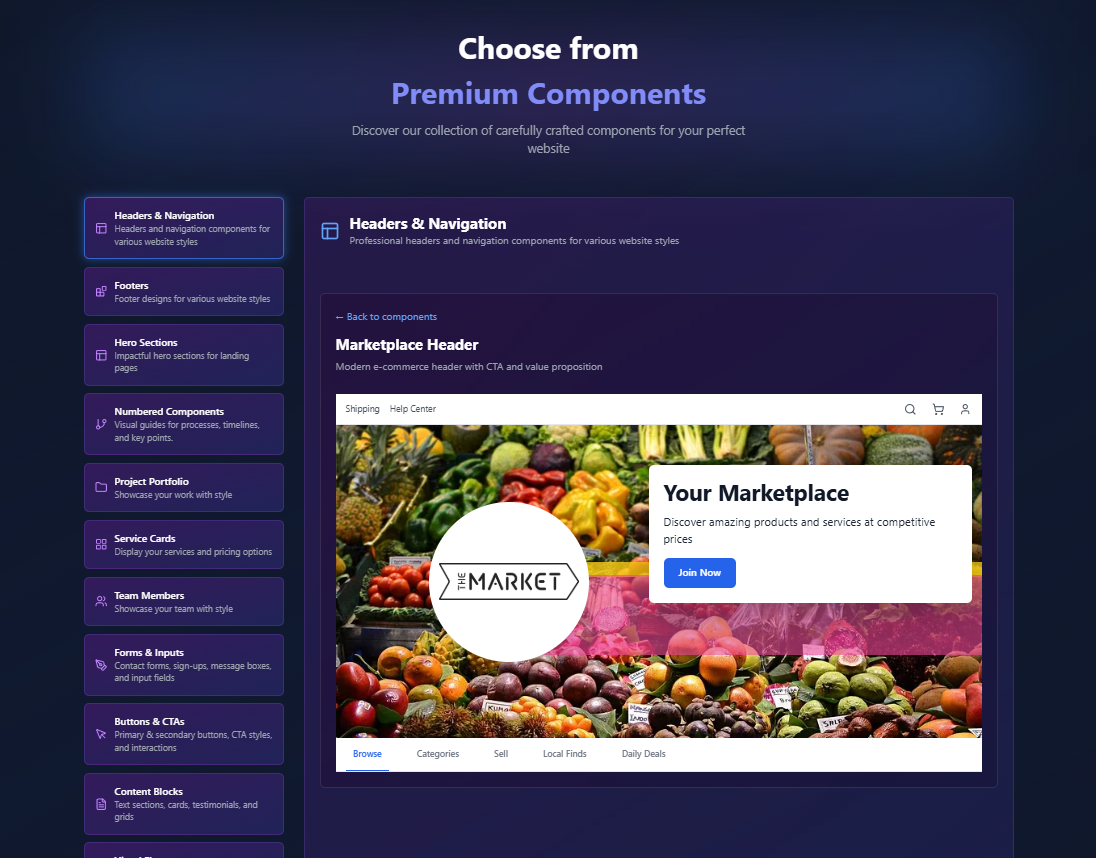 Choose from
Premium Components
Discover our collection of carefully crafted components for your perfect
website
Headers & Navigation
Headers and navigation components for
various website styles
Footers
Footer designs for various website styles
Hero Sections
Impactful hero sections for landing
pages
Numbered Components
Visual guides for processes, timelines,
and key points.
Project Portfolio
Showcase your work with style
Service Cards
Display your services and pricing options
Team Members
Showcase your team with style
Forms & Inputs
Contact forms, sign-ups, message boxes,
and input fields
Buttons & CTAs
Primary & secondary buttons, CTA styles,
and interactions
Content Blocks
Text sections, cards, testimonials, and
grids
Headers & Navigation
Professional headers and navigation components for various website styles
← Back to components
Marketplace Header
Modern e-commerce header with CTA and value proposition
Shipping Help Center
Your Marketplace
Discover amazing products and services at competitive
prices
Join Now
THE MARKET
Browse Categories Sell Local Finds Daily Deals